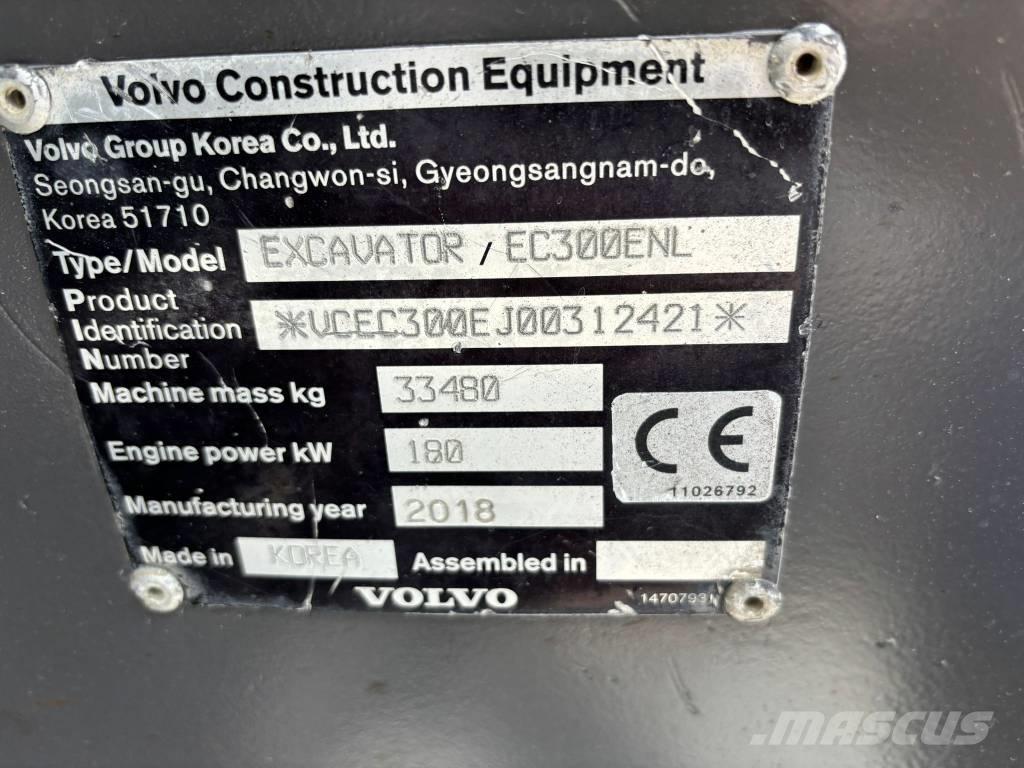 Volvo Construction Equipment
Volvo Group Korea Co., Ltd.
Seongsan-gu, Changwon-si, Gyeongsangnam-do,
Korea 51710
Type/Model EXCAVATOR / EC300ENL
Product
Identification
Number
*VCEC300EJ00312421*
Machine mass kg 33480
Engine power kW 180
CE
11026792
Manufacturing year 2018
Made in KOREA Assembled in
VOLVO
MASCUS